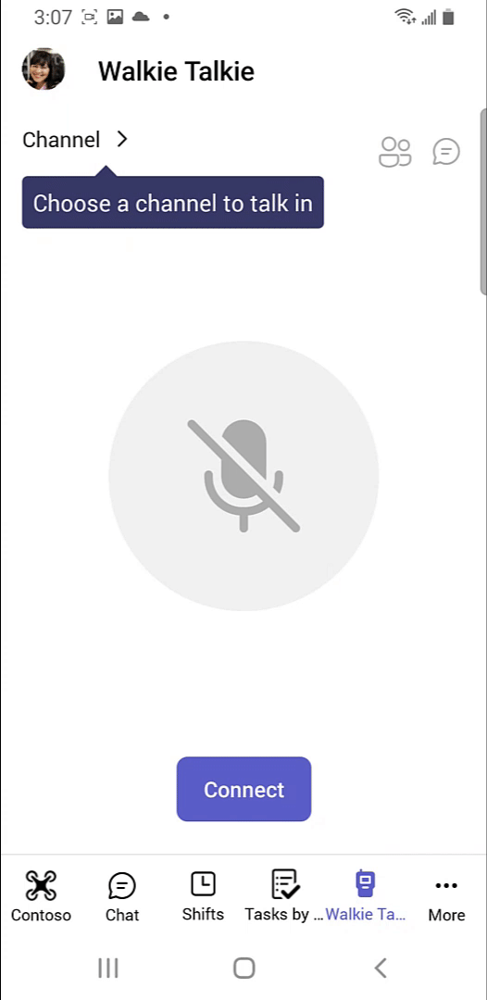 3:07
Walkie Talkie
Channel
Choose a channel to talk in
Connect
Contoso
Chat
Shifts
Tasks by ...
Walkie Ta...
More